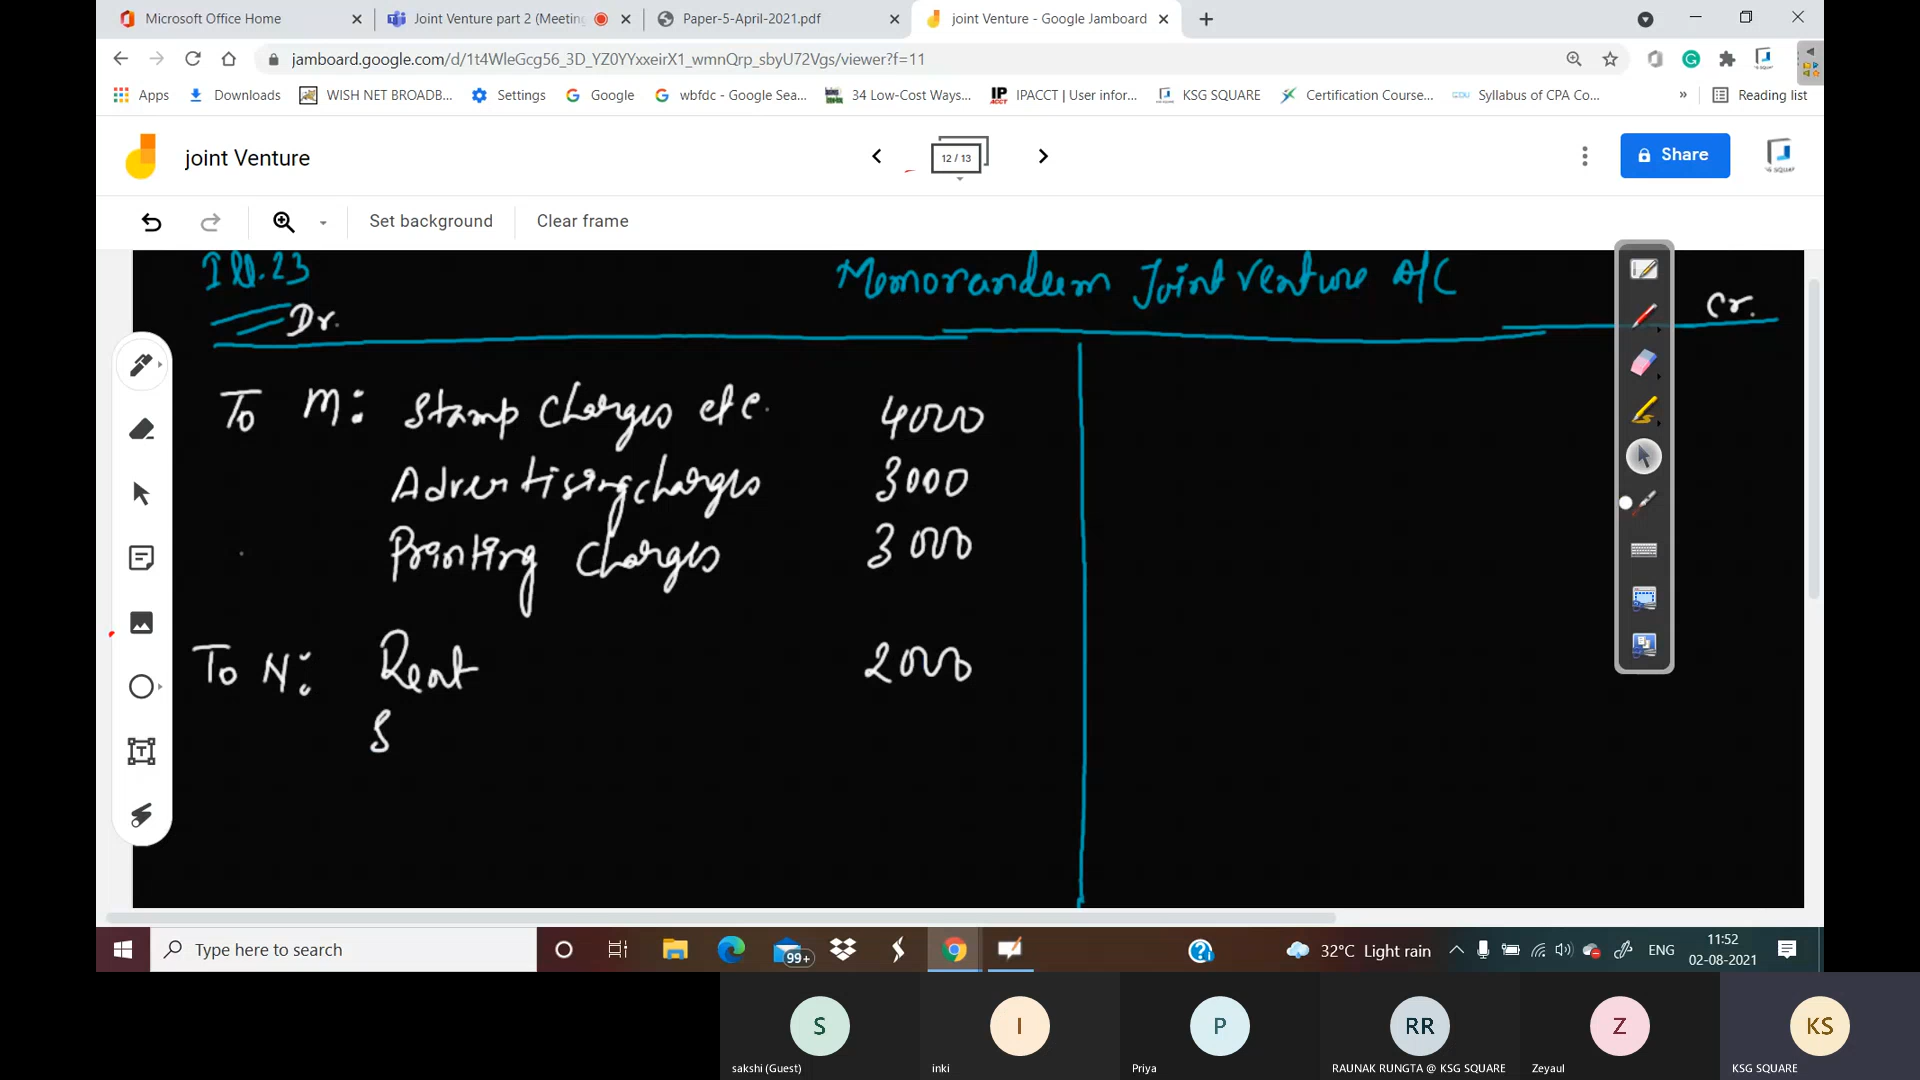 Microsoft Office Home
Joint Venture part 2 (Meetin
Paper-5-April-2021.pdf
joint Venture - Google Jamboard
jamboard.google.com/d/1t4WleGcg56_3D_YZ0YYxxeirX1_wmnQrp_sbyU72Vgs/viewer?f=11
Apps Downloads WISH NET BROADB... Settings Google wbfdc - Google Sea... 34 Low-Cost Ways... IPACCT | User infor... KSG SQUARE Certification Course... Syllabus of CPA Co... » Reading list
joint Venture
12 / 13
Share
Set background Clear frame
Ill.23 Memorandum Joint Venture A/C
Dr. Cr.
To M: Stamp Charges etc. 4000
Advertising charges 3000
Printing charges 3000
To N: Rent 2000
S
Type here to search
99+
32°C Light rain
ENG
11:52
02-08-2021
S I P RR Z KS
sakshi (Guest) inki Priya RAUNAK RUNGTA @ KSG SQUARE Zeyaul KSG SQUARE